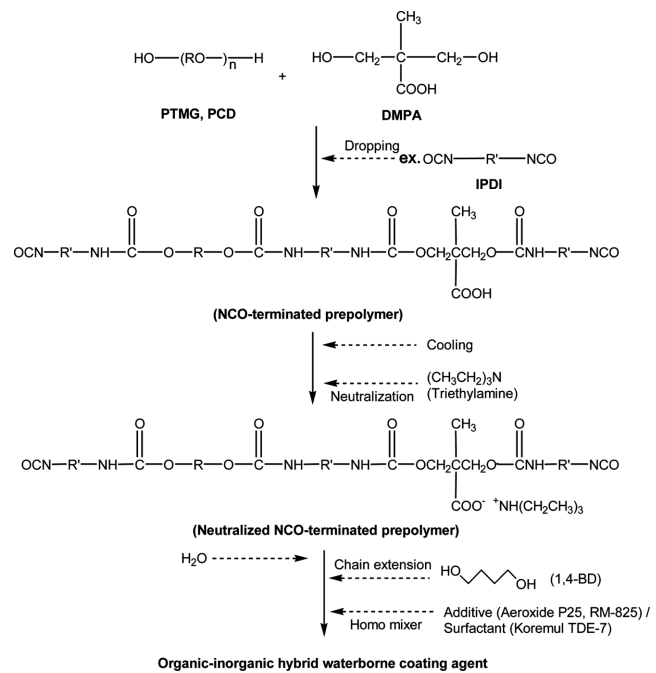 CH3
HO—(RO—)n—H + HO—CH2—C—CH2—OH
COOH
PTMG, PCD
DMPA
Dropping
ex. OCN—R'—NCO
IPDI
O O O CH3 O
OCN—R'—NH—C—O—R—O—C—NH—R'—NH—C—OCH2CCH2O—CNH—R'—NCO
COOH
(NCO-terminated prepolymer)
Cooling
(CH3CH2)3N
Neutralization (Triethylamine)
O O O CH3 O
OCN—R'—NH—C—O—R—O—C—NH—R'—NH—C—OCH2CCH2O—CNH—R'—NCO
COO- +NH(CH2CH3)3
(Neutralized NCO-terminated prepolymer)
H2O
Chain extension
HO OH (1,4-BD)
Additive (Aeroxide P25, RM-825) /
Homo mixer Surfactant (Koremul TDE-7)
Organic-inorganic hybrid waterborne coating agent